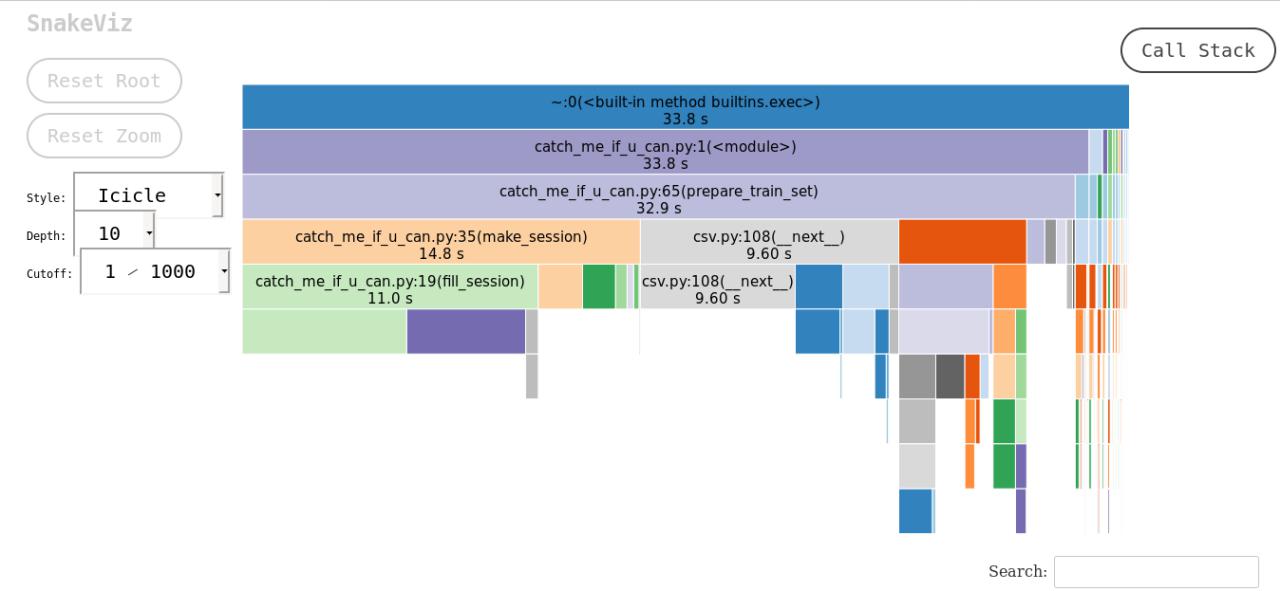 SnakeViz
Call Stack
Reset Root
Reset Zoom
Style: Icicle
Depth: 10
Cutoff: 1 / 1000
~:0(<built-in method builtins.exec>)
33.8 s
catch_me_if_u_can.py:1(<module>)
33.8 s
catch_me_if_u_can.py:65(prepare_train_set)
32.9 s
catch_me_if_u_can.py:35(make_session)
14.8 s
csv.py:108(__next__)
9.60 s
catch_me_if_u_can.py:19(fill_session)
11.0 s
csv.py:108(__next__)
9.60 s
Search: